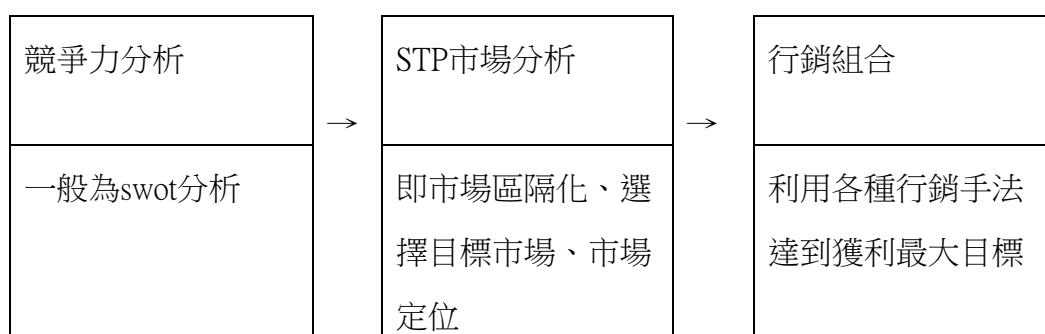 競爭力分析
→
STP市場分析
→
行銷組合
一般為swot分析
即市場區隔化、選
擇目標市場、市場
定位
利用各種行銷手法
達到獲利最大目標